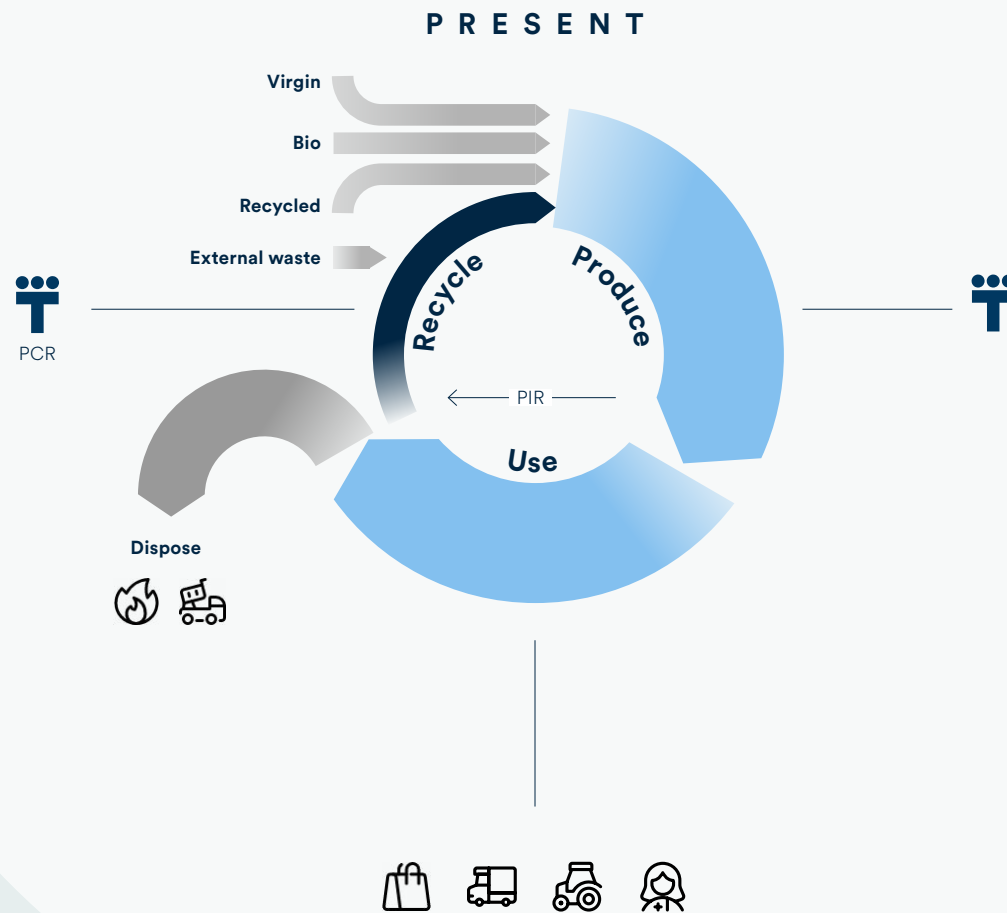 PRESENT
Virgin
Bio
Recycled
External waste
Recycle
Produce
PCR
PIR
Use
Dispose